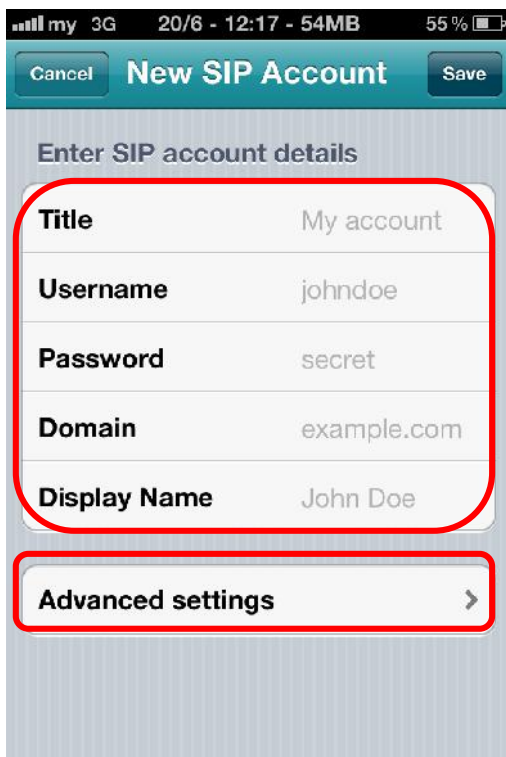 my 3G 20/6 - 12:17 - 54MB 55%
Cancel New SIP Account Save
Enter SIP account details
Title My account
Username johndoe
Password secret
Domain example.com
Display Name John Doe
Advanced settings